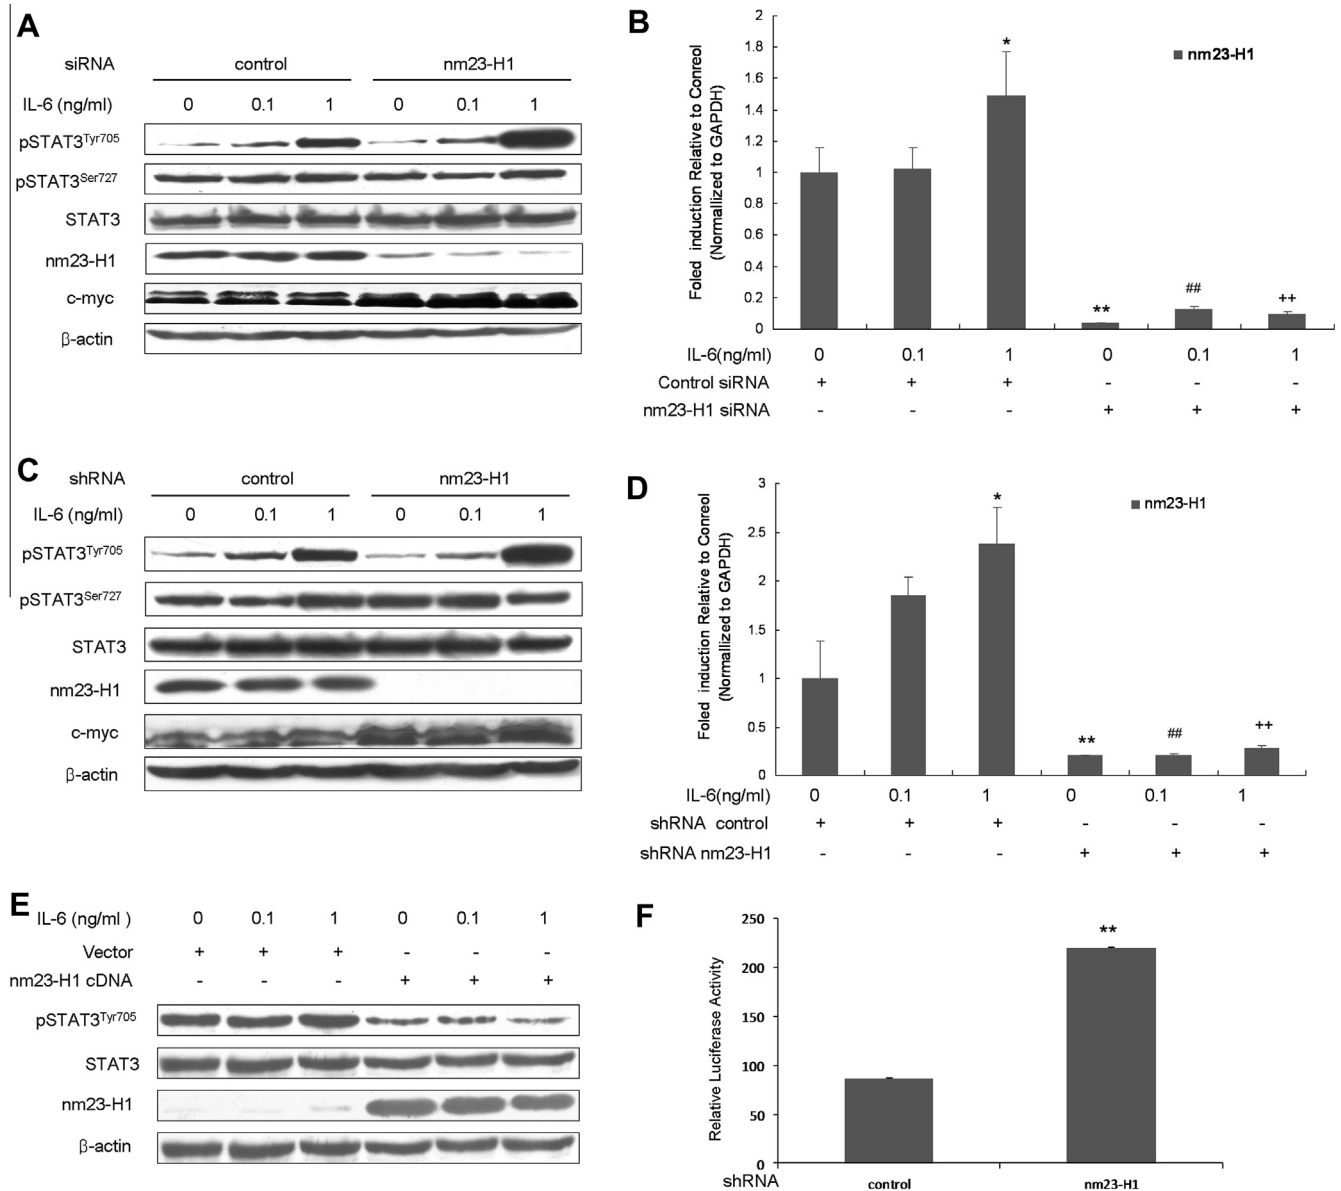 A
siRNA control nm23-H1
IL-6 (ng/ml) 0 0.1 1 0 0.1 1
pSTAT3Tyr705
pSTAT3Ser727
STAT3
nm23-H1
c-myc
β-actin
B
Foled induction Relative to Conreol
(Normallized to GAPDH)
2
1.8
1.6
1.4
1.2
1
0.8
0.6
0.4
0.2
0
nm23-H1
*
**
##
++
IL-6(ng/ml) 0 0.1 1 0 0.1 1
Control siRNA + + + - - -
nm23-H1 siRNA - - - + + +
C
shRNA control nm23-H1
IL-6 (ng/ml) 0 0.1 1 0 0.1 1
pSTAT3Tyr705
pSTAT3Ser727
STAT3
nm23-H1
c-myc
β-actin
D
Foled induction Relative to Conreol
(Normallized to GAPDH)
3
2.5
2
1.5
1
0.5
0
nm23-H1
*
**
##
++
IL-6(ng/ml) 0 0.1 1 0 0.1 1
shRNA control + + + - - -
shRNA nm23-H1 - - - + + +
E
IL-6 (ng/ml ) 0 0.1 1 0 0.1 1
Vector + + + - - -
nm23-H1 cDNA - - - + + +
pSTAT3Tyr705
STAT3
nm23-H1
β-actin
F
Relative Luciferase Activity
250
200
150
100
50
0
**
shRNA control nm23-H1